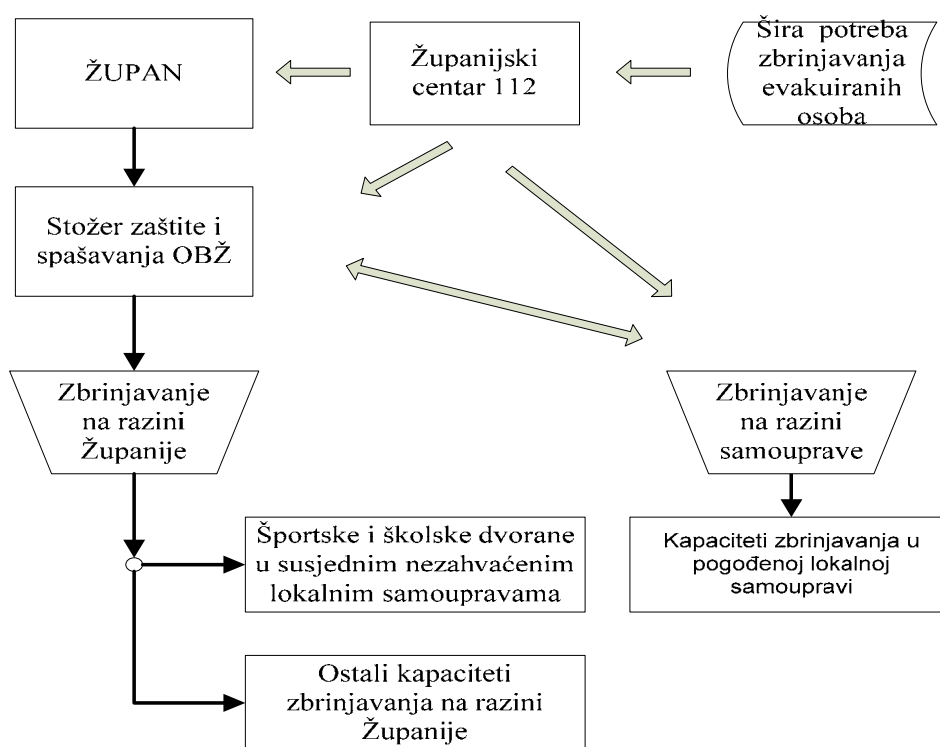 ŽUPAN
Županijski
centar 112
Šira potreba
zbrinjavanja
evakuiranih
osoba
Stožer zaštite i
spašavanja OBŽ
Zbrinjavanje
na razini
Županije
Zbrinjavanje
na razini
samouprave
Športske i školske dvorane
u susjednim nezahvaćenim
lokalnim samoupravama
Kapaciteti zbrinjavanja u
pogođenoj lokalnoj
samoupravi
Ostali kapaciteti
zbrinjavanja na razini
Županije